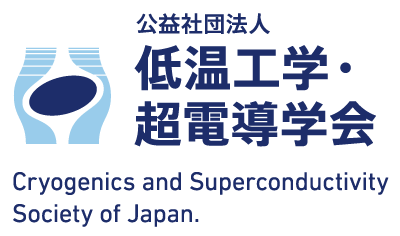 公益社団法人
低温工学・
超電導学会
Cryogenics and Superconductivity
Society of Japan.